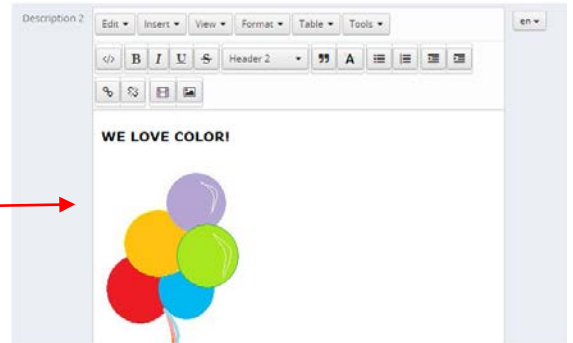 Description 2
Edit Insert View Format Table Tools en
</> B I U S Header 2 " A
WE LOVE COLOR!